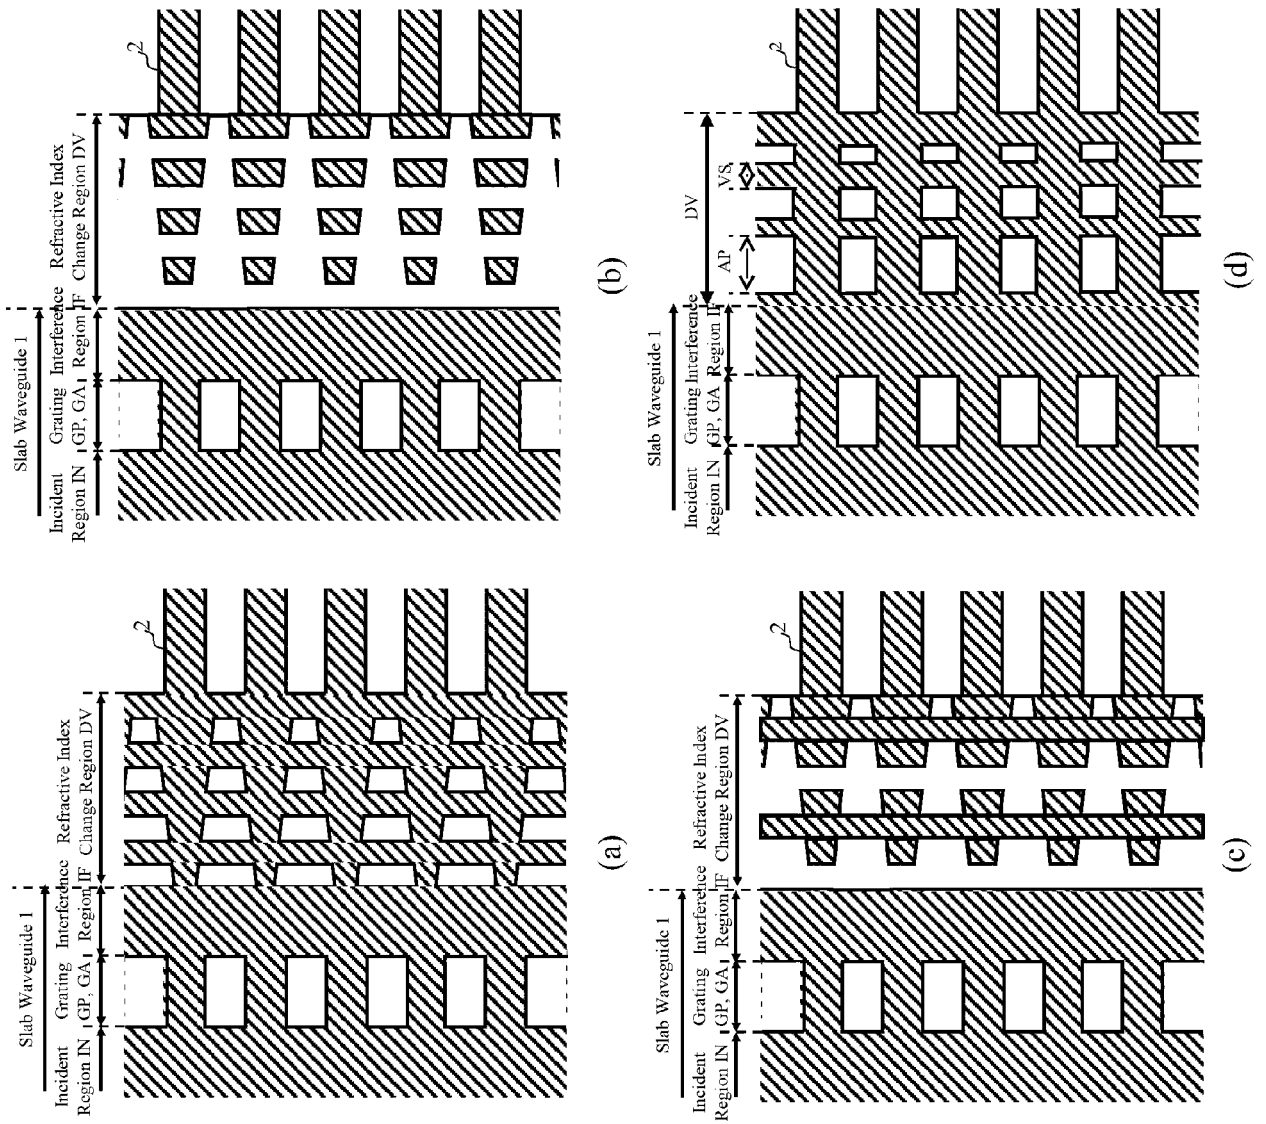 Slab Waveguide 1
Incident
Region IN
Grating
GP, GA
Interference
Region IF
Refractive Index
Change Region DV
2
(a)
Slab Waveguide 1
Incident
Region IN
Grating
GP, GA
Interference
Region IF
Refractive Index
Change Region DV
2
(b)
Slab Waveguide 1
Incident
Region IN
Grating
GP, GA
Interference
Region IF
Refractive Index
Change Region DV
2
(c)
Slab Waveguide 1
Incident
Region IN
Grating
GP, GA
Interference
Region IF
DV
AP
VS
2
(d)